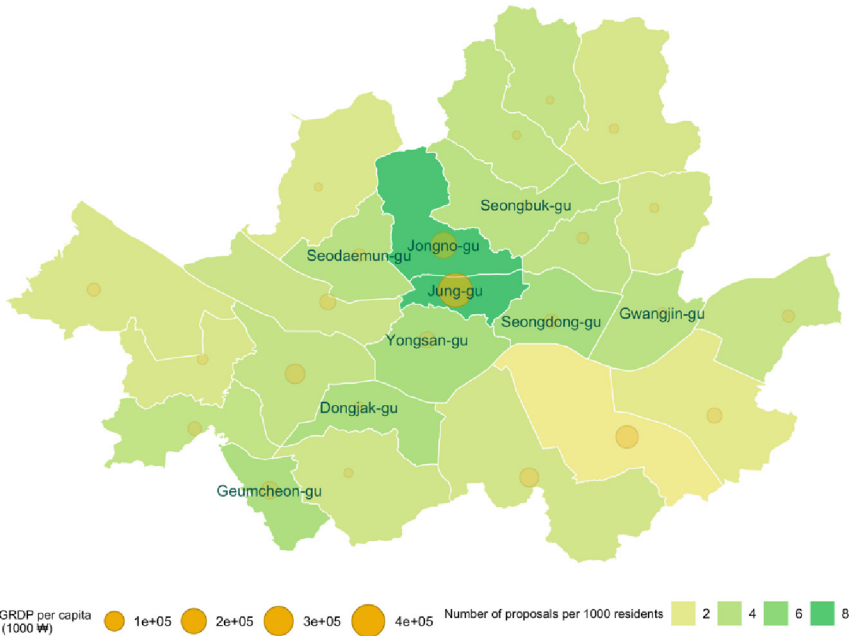 Seongbuk-gu
Jongno-gu
Seodaemun-gu
Jung-gu
Gwangjin-gu
Seongdong-gu
Yongsan-gu
Dongjak-gu
Geumcheon-gu
GRDP per capita
(1000 ₩)
1e+05 2e+05 3e+05 4e+05
Number of proposals per 1000 residents 2 4 6 8